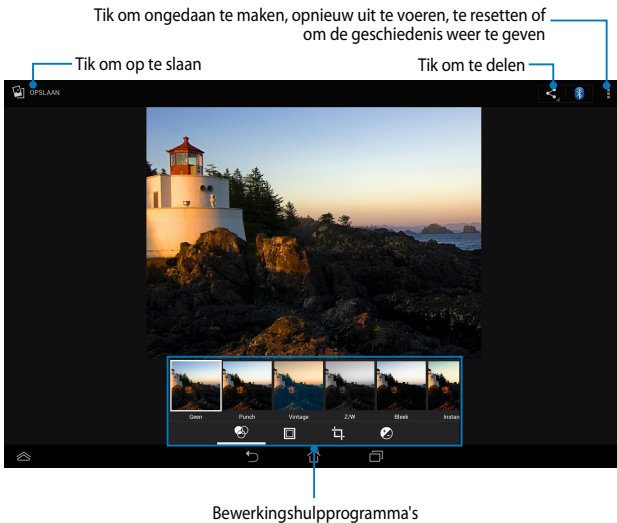 Tik om ongedaan te maken, opnieuw uit te voeren, te resetten of
om de geschiedenis weer te geven
Tik om op te slaan
Tik om te delen
OPSLAAN
Geen
Punch
Vintage
Z/W
Bleek
Instan
Bewerkingshulpprogramma's